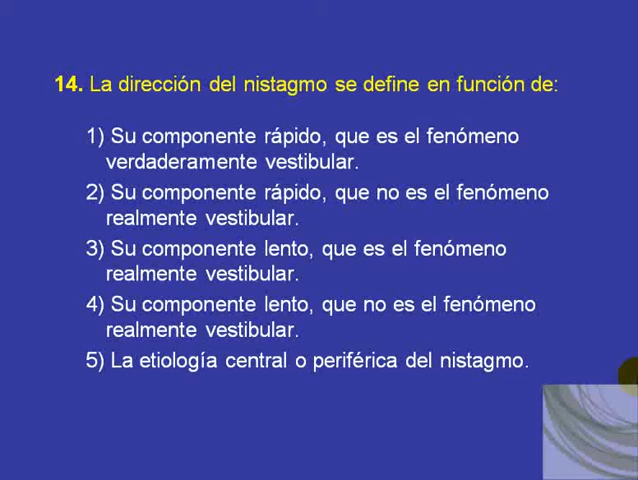 14. La dirección del nistagmo se define en función de:
1) Su componente rápido, que es el fenómeno
verdaderamente vestibular.
2) Su componente rápido, que no es el fenómeno
realmente vestibular.
3) Su componente lento, que es el fenómeno
realmente vestibular.
4) Su componente lento, que no es el fenómeno
realmente vestibular.
5) La etiología central o periférica del nistagmo.